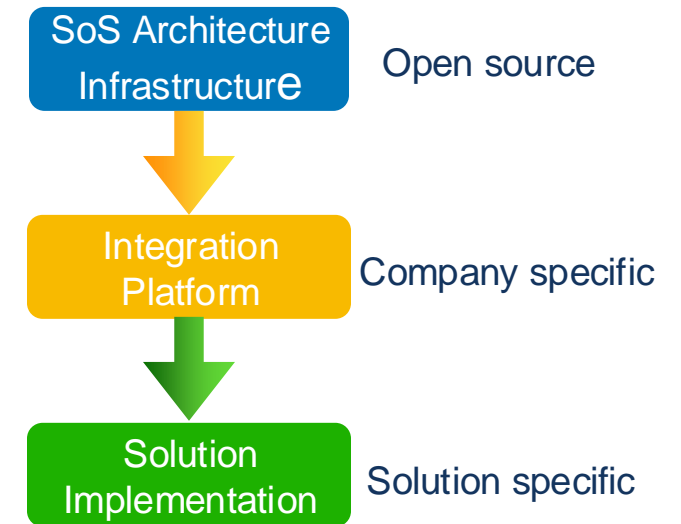 SoS Architecture
Infrastructure
Open source
Integration
Platform
Company specific
Solution
Implementation
Solution specific